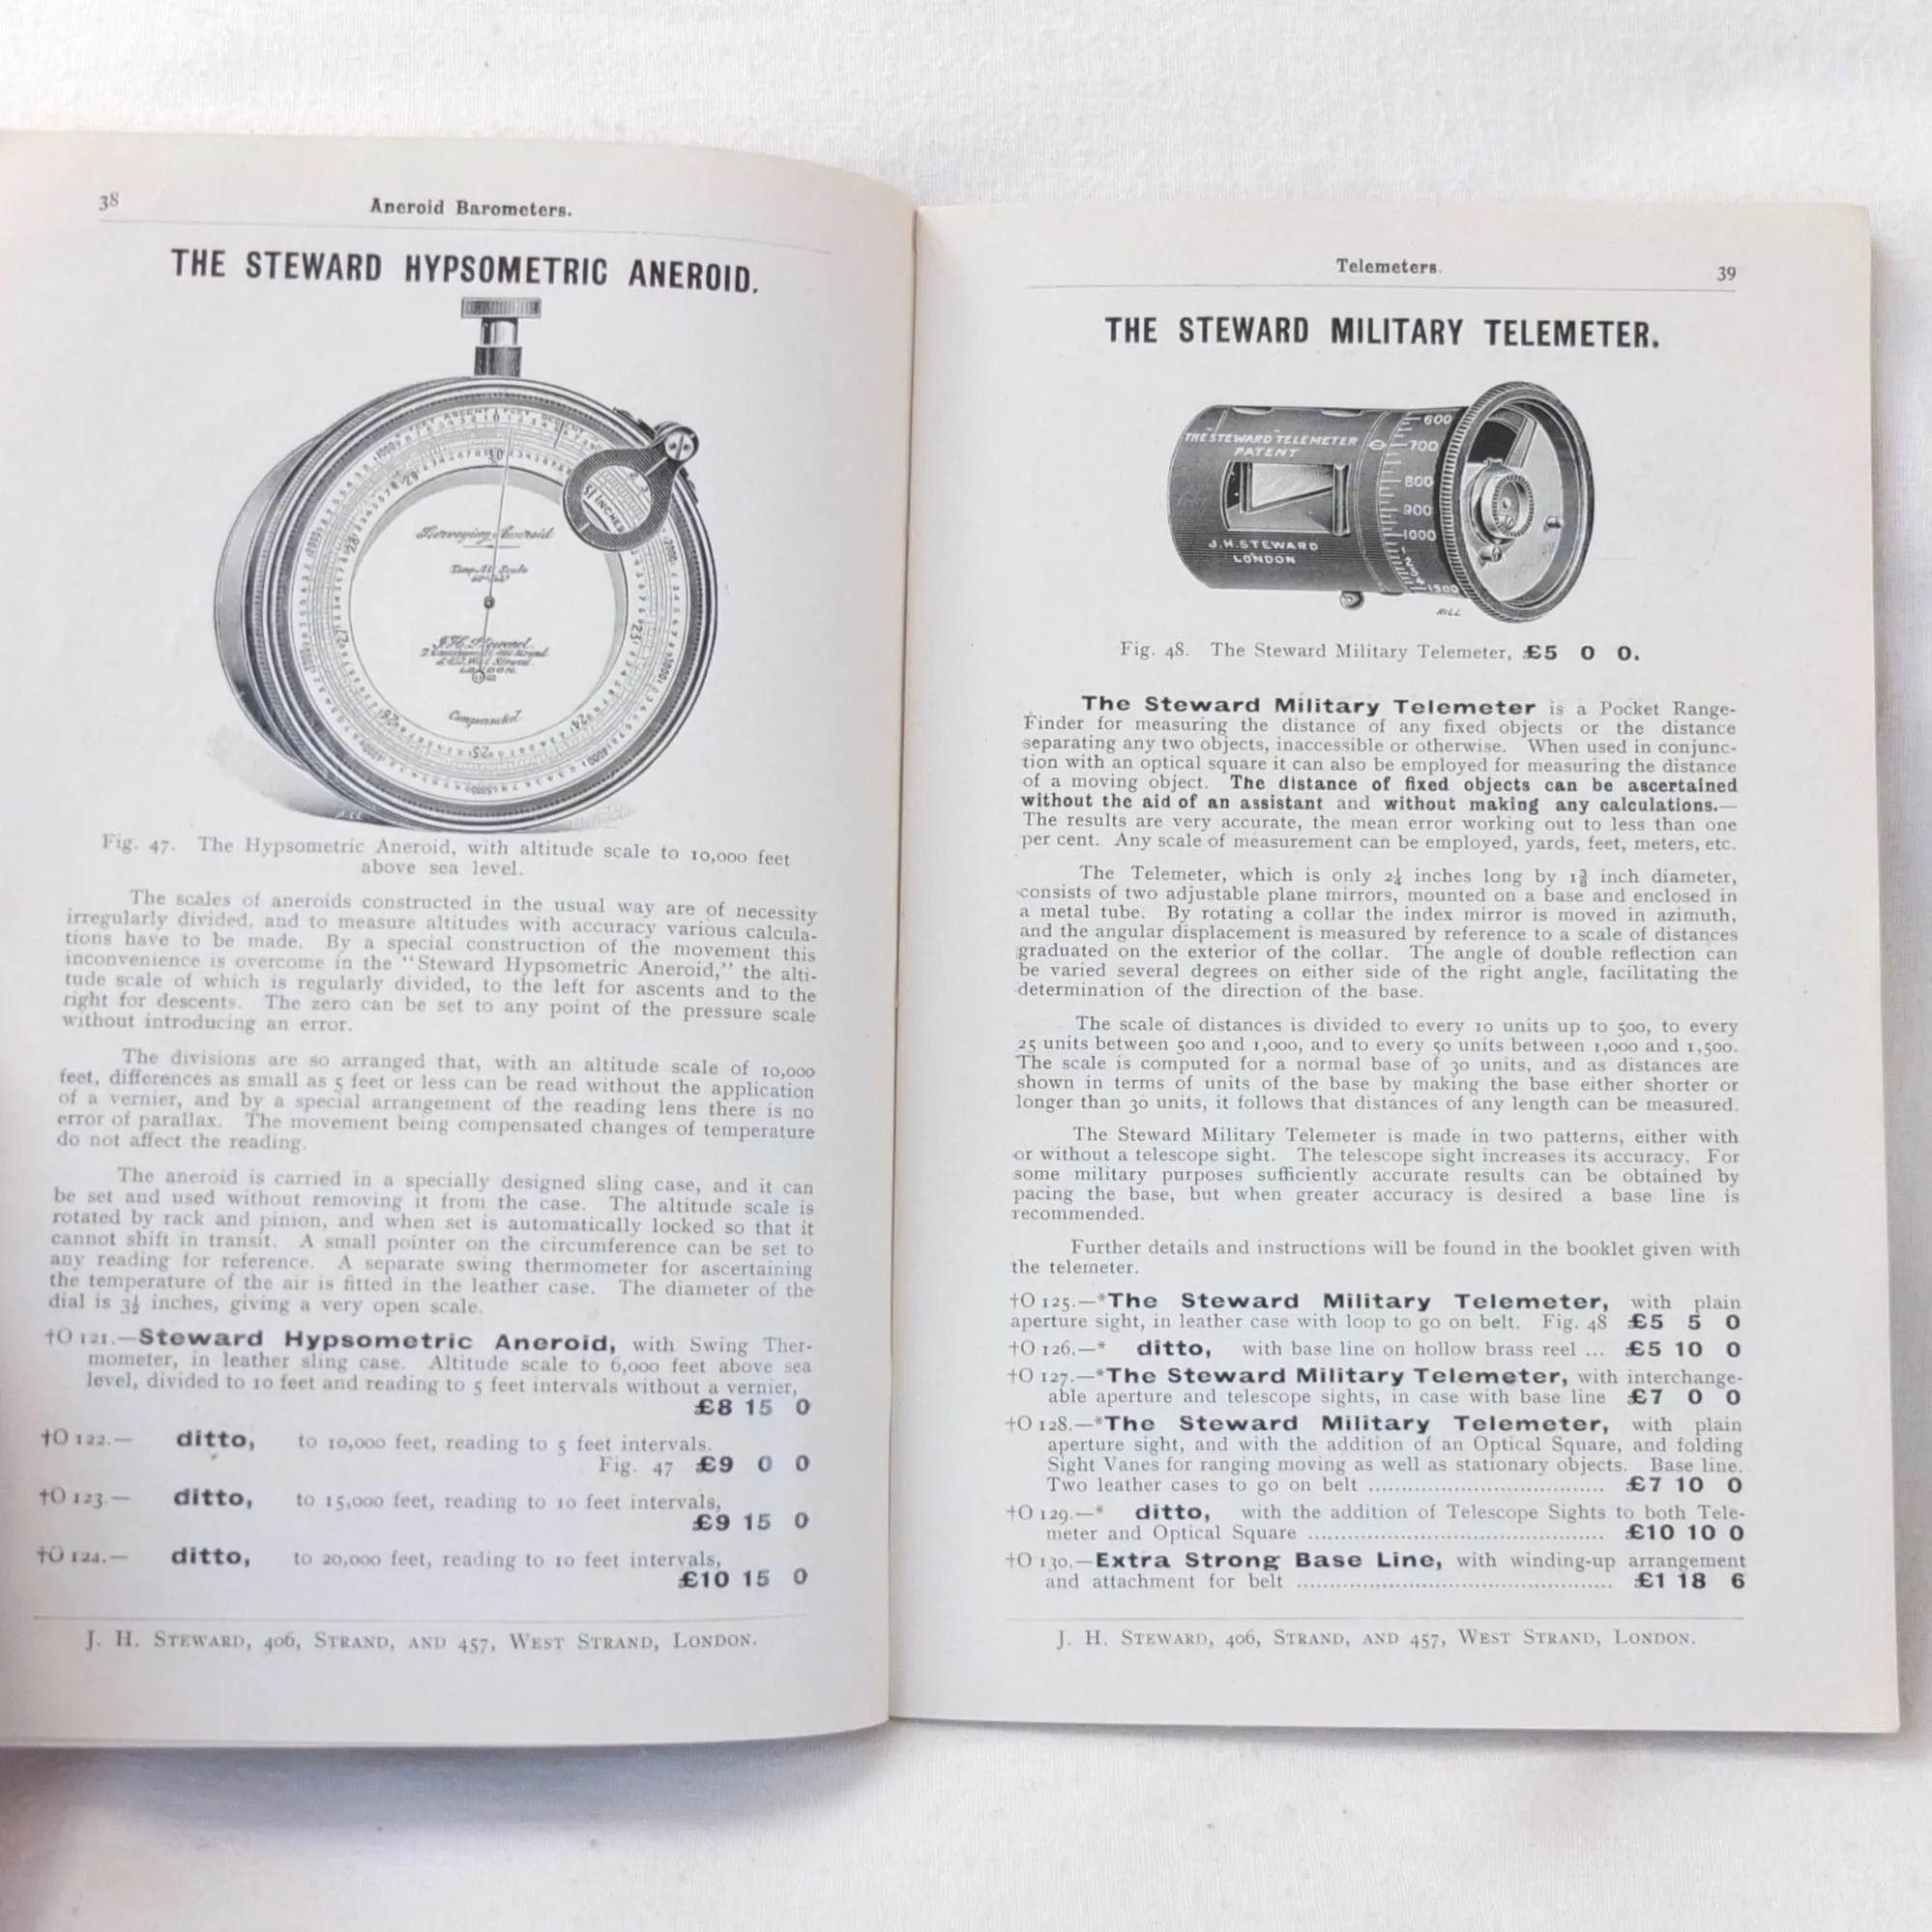 38
Aneroid Barometers.
THE STEWARD HYPSOMETRIC ANEROID.
Surveying Aneroid
Compensated
INCHES
Fig. 47. The Hypsometric Aneroid, with altitude scale to 10,000 feet
above sea level.
The scales of aneroids constructed in the usual way are of necessity
irregularly divided, and to measure altitudes with accuracy various calcula-
tions have to be made. By a special construction of the movement this
inconvenience is overcome in the "Steward Hypsometric Aneroid," the alti-
tude scale of which is regularly divided, to the left for ascents and to the
right for descents. The zero can be set to any point of the pressure scale
without introducing an error.
The divisions are so arranged that, with an altitude scale of 10,000
feet, differences as small as 5 feet or less can be read without the application
of a vernier, and by a special arrangement of the reading lens there is no
error of parallax. The movement being compensated changes of temperature
do not affect the reading.
The aneroid is carried in a specially designed sling case, and it can
be set and used without removing it from the case. The altitude scale is
rotated by rack and pinion, and when set is automatically locked so that it
cannot shift in transit. A small pointer on the circumference can be set to
any reading for reference. A separate swing thermometer for ascertaining
the temperature of the air is fitted in the leather case. The diameter of the
dial is 3½ inches, giving a very open scale.
†O 121.—Steward Hypsometric Aneroid, with Swing Ther-
mometer, in leather sling case. Altitude scale to 6,000 feet above sea
level, divided to 10 feet and reading to 5 feet intervals without a vernier,
£8 15 0
†O 122.— ditto, to 10,000 feet, reading to 5 feet intervals.
Fig. 47 £9 0 0
†O 123.— ditto, to 15,000 feet, reading to 10 feet intervals,
£9 15 0
†O 124.— ditto, to 20,000 feet, reading to 10 feet intervals,
£10 15 0
J. H. STEWARD, 406, STRAND, AND 457, WEST STRAND, LONDON.
Telemeters.
39
THE STEWARD MILITARY TELEMETER.
THE "STEWARD" TELEMETER
PATENT
J.H.STEWARD
LONDON
600
700
800
900
1000
1500
HILL
Fig. 48. The Steward Military Telemeter, £5 0 0.
The Steward Military Telemeter is a Pocket Range-
Finder for measuring the distance of any fixed objects or the distance
separating any two objects, inaccessible or otherwise. When used in conjunc-
tion with an optical square it can also be employed for measuring the distance
of a moving object. The distance of fixed objects can be ascertained
without the aid of an assistant and without making any calculations.—
The results are very accurate, the mean error working out to less than one
per cent. Any scale of measurement can be employed, yards, feet, meters, etc.
The Telemeter, which is only 2¼ inches long by 1⅜ inch diameter,
consists of two adjustable plane mirrors, mounted on a base and enclosed in
a metal tube. By rotating a collar the index mirror is moved in azimuth,
and the angular displacement is measured by reference to a scale of distances
graduated on the exterior of the collar. The angle of double reflection can
be varied several degrees on either side of the right angle, facilitating the
determination of the direction of the base.
The scale of distances is divided to every 10 units up to 500, to every
25 units between 500 and 1,000, and to every 50 units between 1,000 and 1,500.
The scale is computed for a normal base of 30 units, and as distances are
shown in terms of units of the base by making the base either shorter or
longer than 30 units, it follows that distances of any length can be measured.
The Steward Military Telemeter is made in two patterns, either with
or without a telescope sight. The telescope sight increases its accuracy. For
some military purposes sufficiently accurate results can be obtained by
pacing the base, but when greater accuracy is desired a base line is
recommended.
Further details and instructions will be found in the booklet given with
the telemeter.
†O 125.—*The Steward Military Telemeter, with plain
aperture sight, in leather case with loop to go on belt. Fig. 48 £5 5 0
†O 126.—* ditto, with base line on hollow brass reel ... £5 10 0
†O 127.—*The Steward Military Telemeter, with interchange-
able aperture and telescope sights, in case with base line £7 0 0
†O 128.—*The Steward Military Telemeter, with plain
aperture sight, and with the addition of an Optical Square, and folding
Sight Vanes for ranging moving as well as stationary objects. Base line.
Two leather cases to go on belt ................................. £7 10 0
†O 129.—* ditto, with the addition of Telescope Sights to both Tele-
meter and Optical Square ......................................... £10 10 0
†O 130.—Extra Strong Base Line, with winding-up arrangement
and attachment for belt ............................................ £1 18 6
J. H. STEWARD, 406, STRAND, AND 457, WEST STRAND, LONDON.